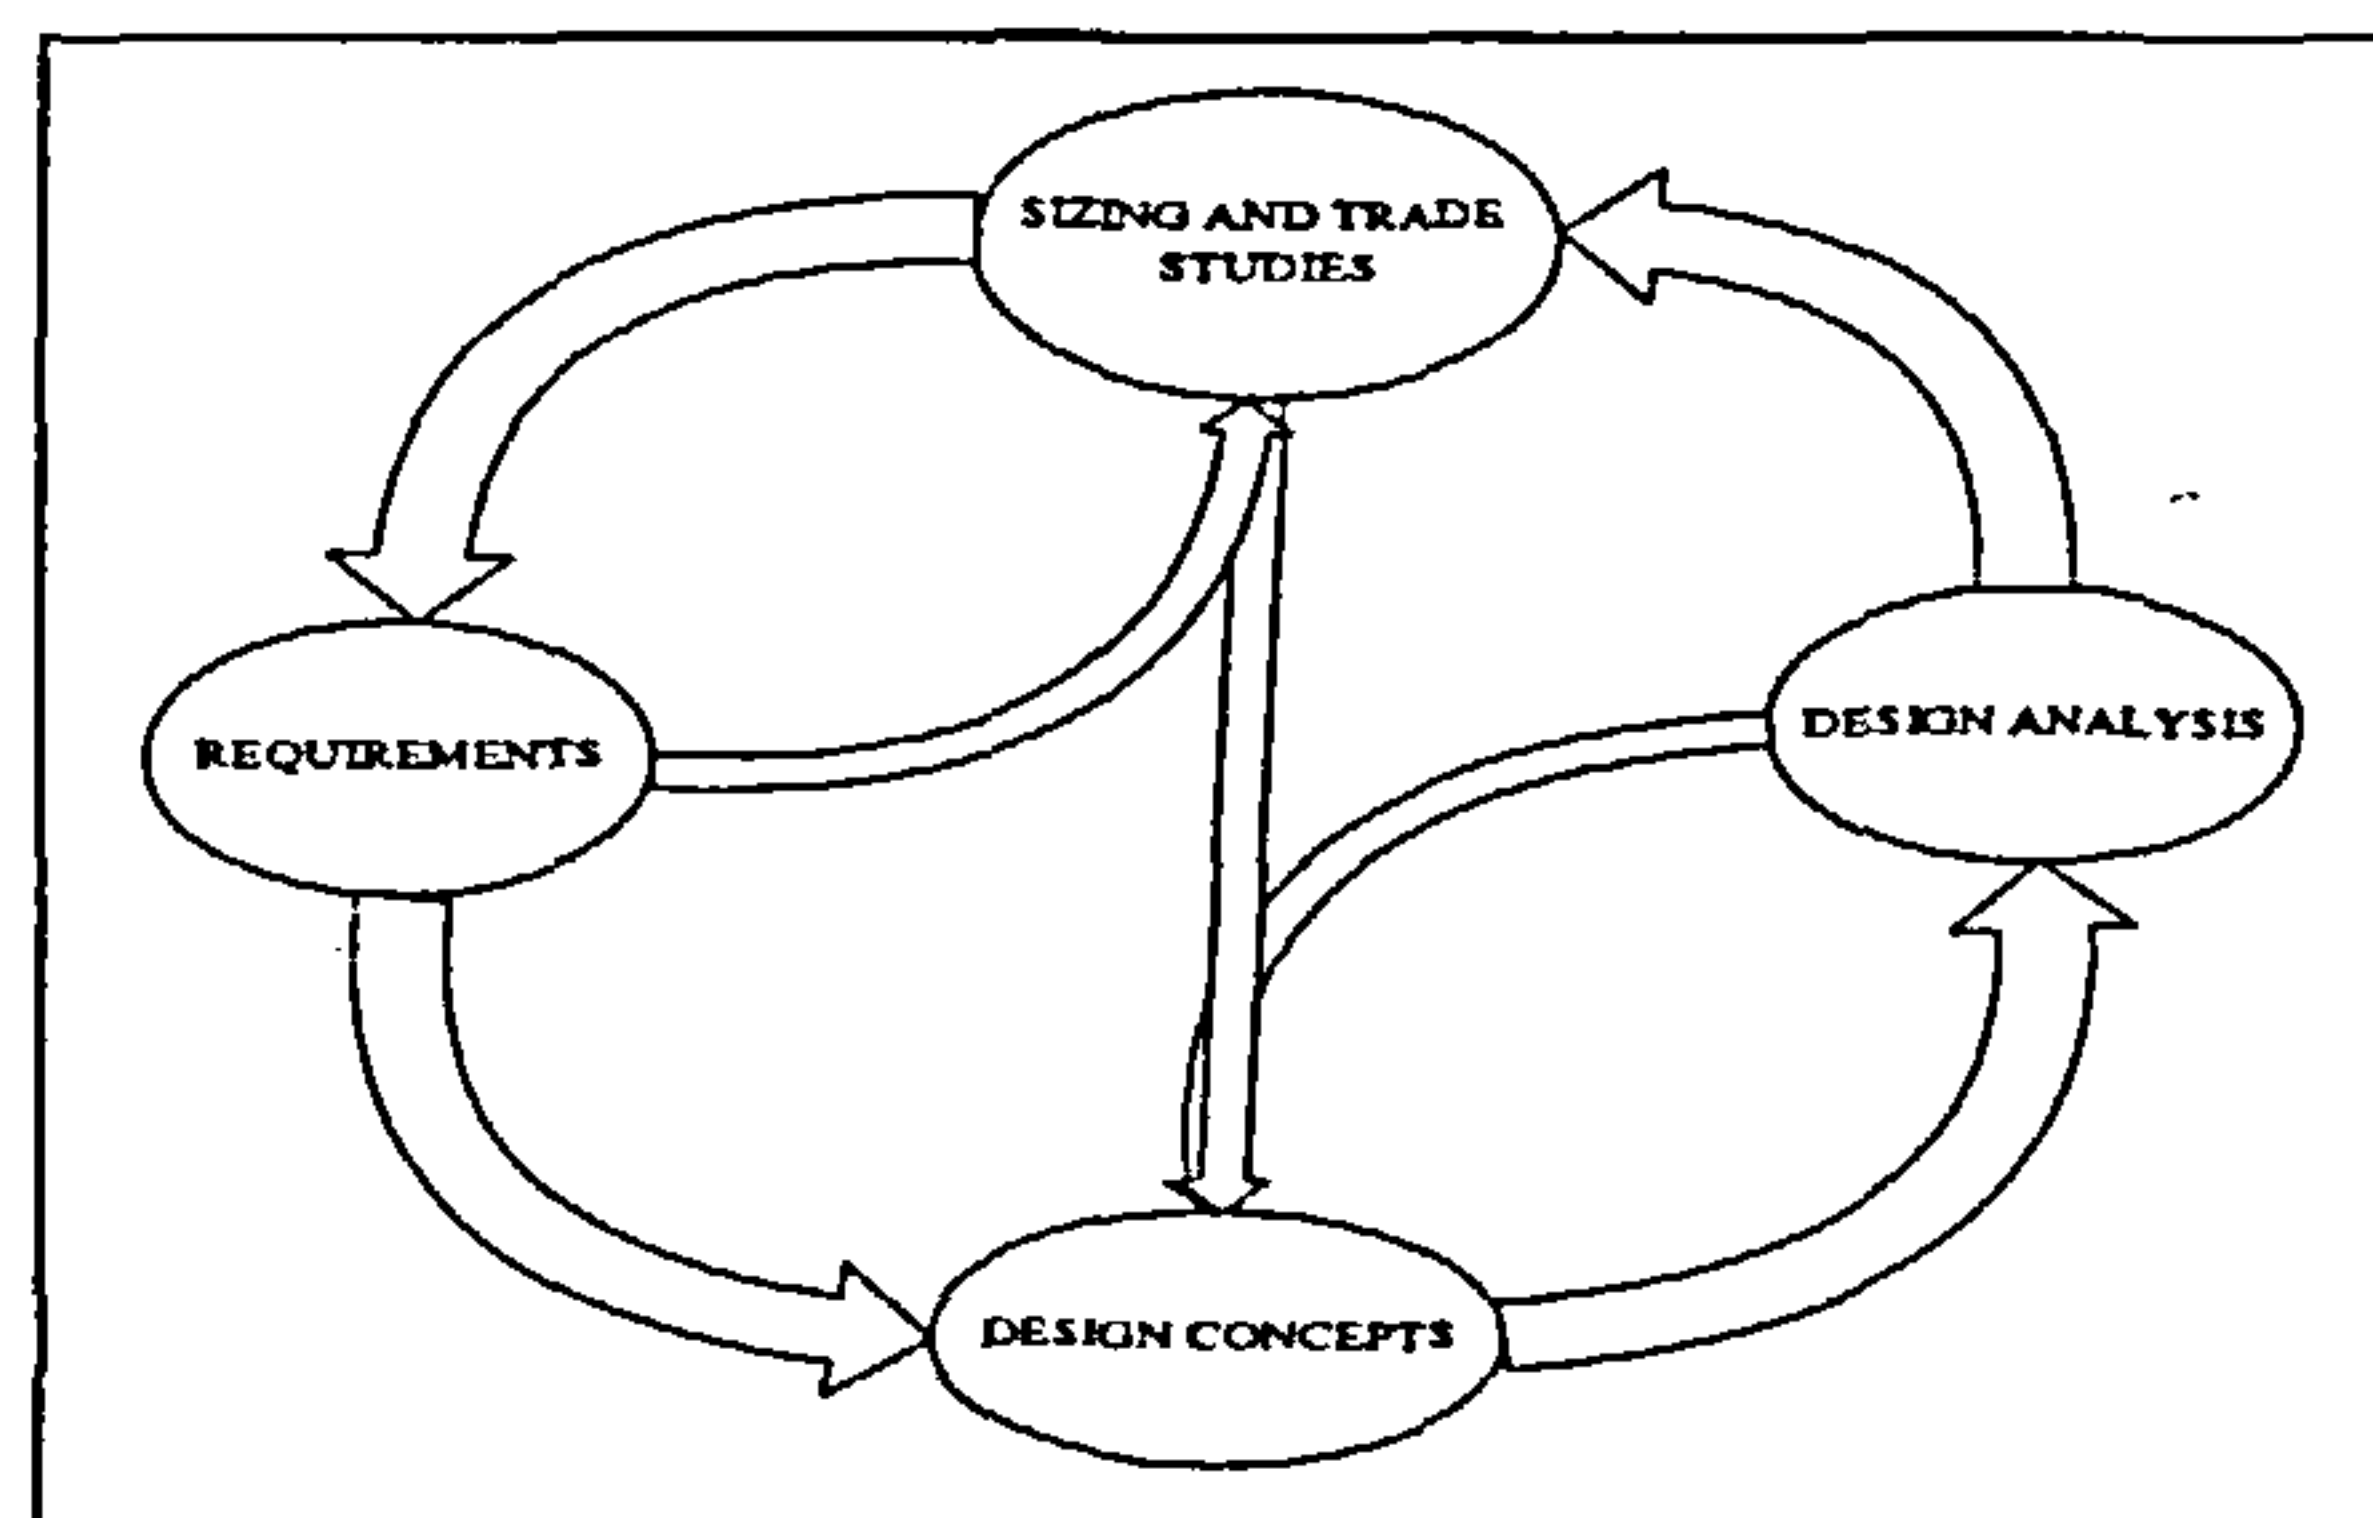 SIZING AND TRADE
STUDIES
REQUIREMENTS
DESIGN ANALYSIS
DESIGN CONCEPTS